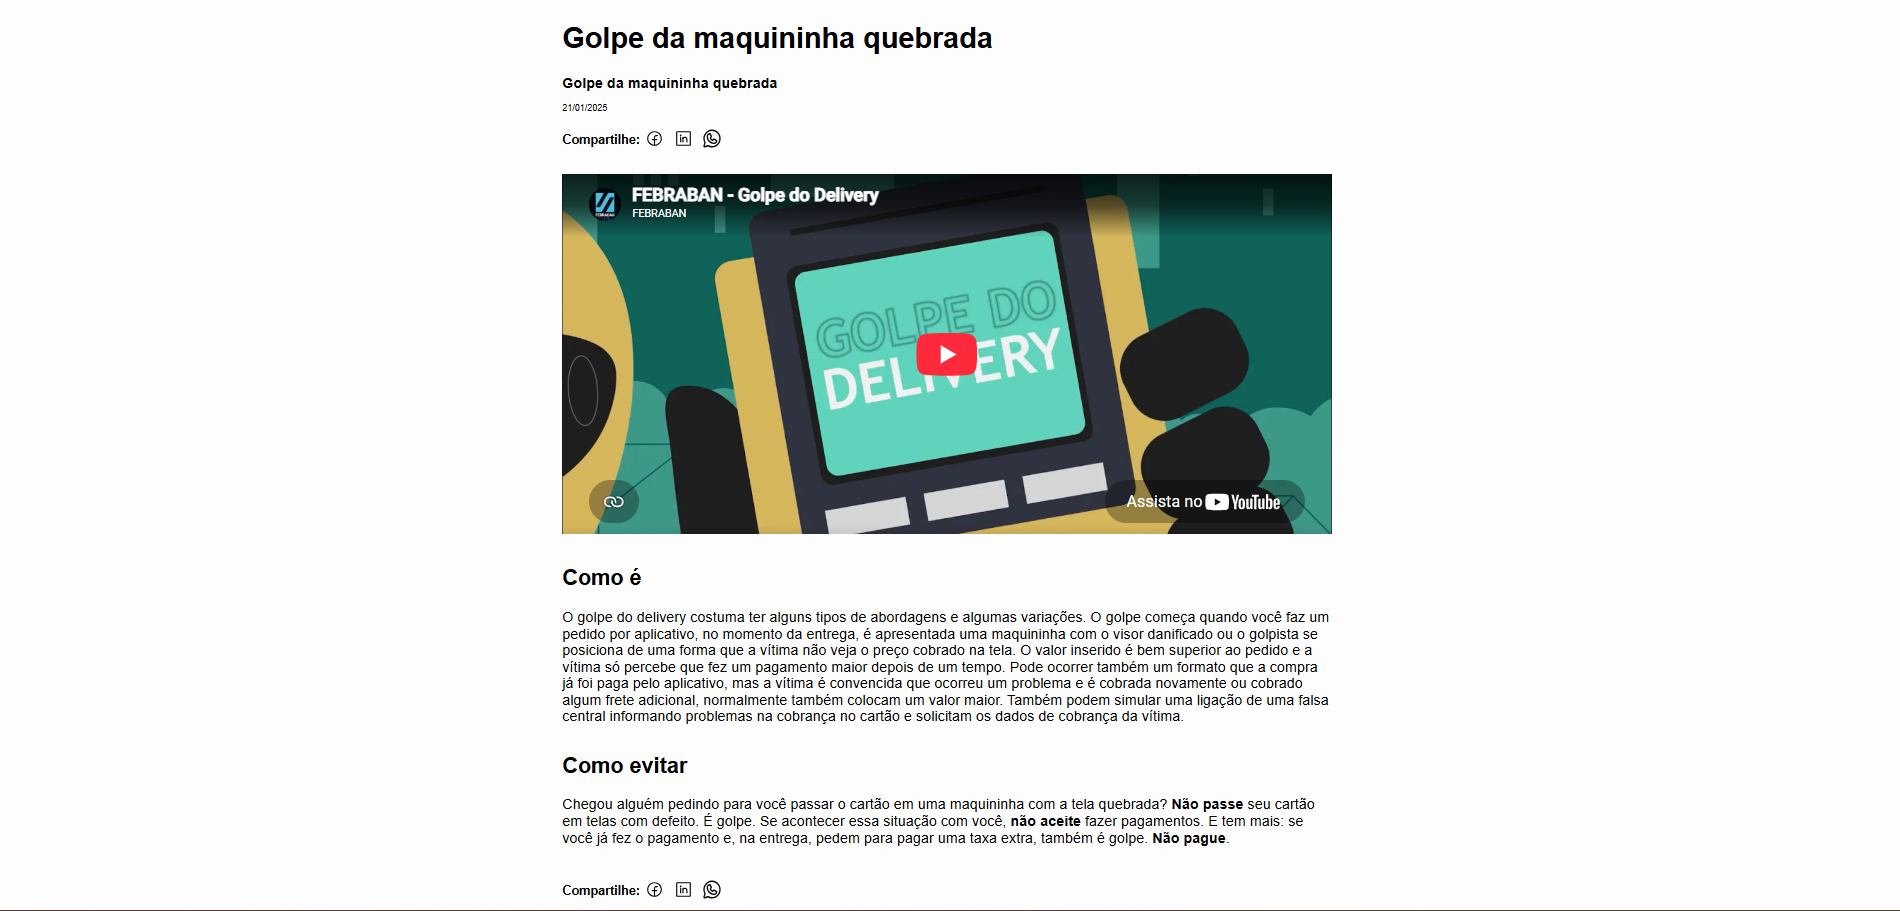 Golpe da maquininha quebrada
Golpe da maquininha quebrada
21/01/2025
Compartilhe:
FEBRABAN - Golpe do Delivery
FEBRABAN
FEBRABAN
GOLPE DO
DELIVERY
Assista no YouTube
Como é
O golpe do delivery costuma ter alguns tipos de abordagens e algumas variações. O golpe começa quando você faz um
pedido por aplicativo, no momento da entrega, é apresentada uma maquininha com o visor danificado ou o golpista se
posiciona de uma forma que a vítima não veja o preço cobrado na tela. O valor inserido é bem superior ao pedido e a
vítima só percebe que fez um pagamento maior depois de um tempo. Pode ocorrer também um formato que a compra
já foi paga pelo aplicativo, mas a vítima é convencida que ocorreu um problema e é cobrada novamente ou cobrado
algum frete adicional, normalmente também colocam um valor maior. Também podem simular uma ligação de uma falsa
central informando problemas na cobrança no cartão e solicitam os dados de cobrança da vítima.
Como evitar
Chegou alguém pedindo para você passar o cartão em uma maquininha com a tela quebrada? Não passe seu cartão
em telas com defeito. É golpe. Se acontecer essa situação com você, não aceite fazer pagamentos. E tem mais: se
você já fez o pagamento e, na entrega, pedem para pagar uma taxa extra, também é golpe. Não pague.
Compartilhe: